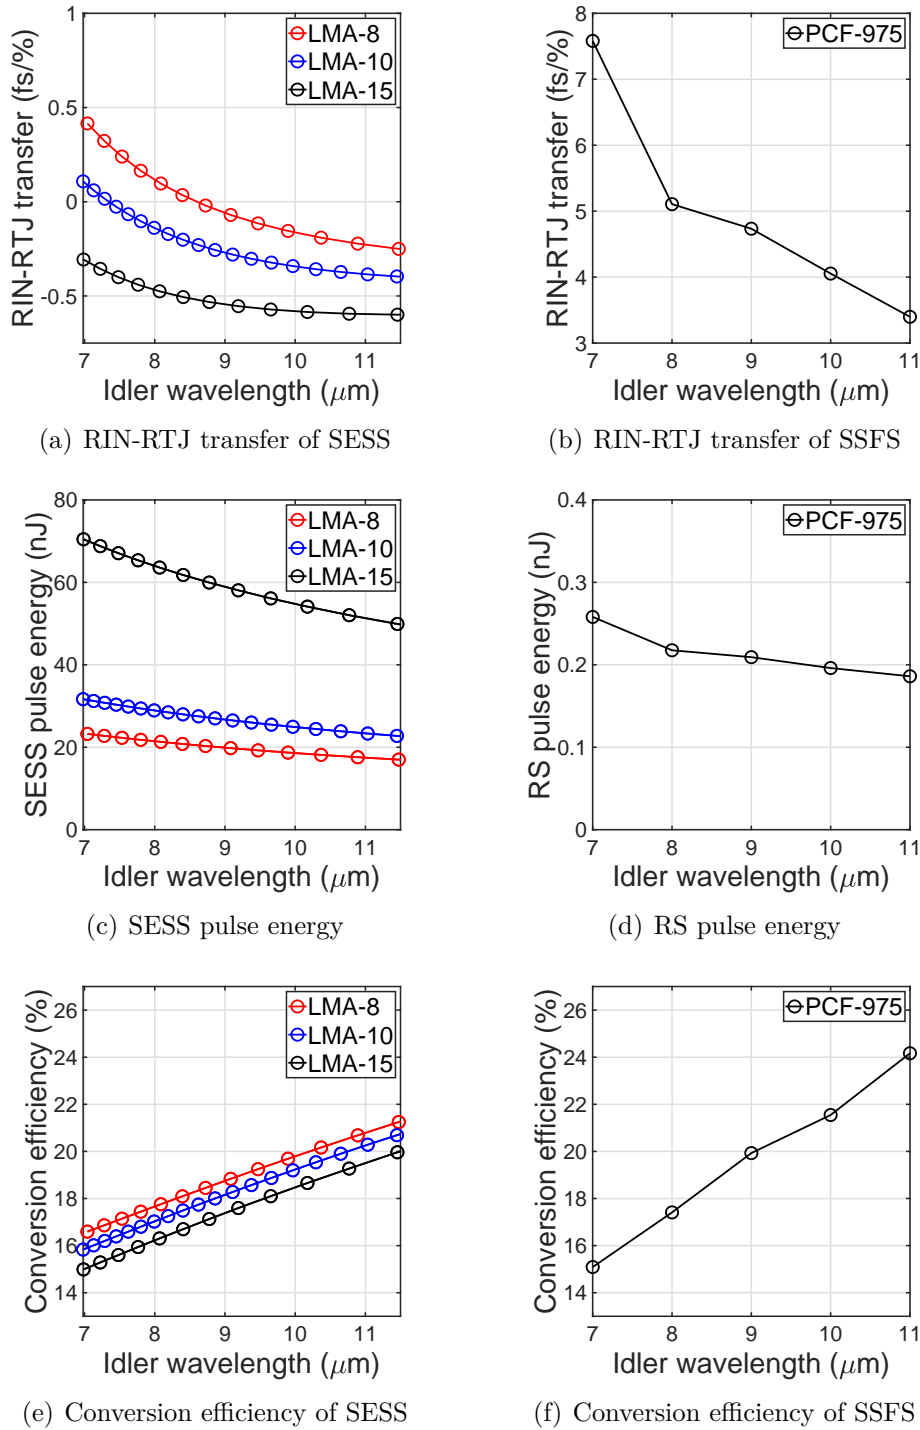 RIN-RTJ transfer (fs/%)
1
0.5
0
-0.5
7 8 9 10 11
Idler wavelength (μm)
LMA-8
LMA-10
LMA-15
(a) RIN-RTJ transfer of SESS
RIN-RTJ transfer (fs/%)
8
7
6
5
4
3
7 8 9 10 11
Idler wavelength (μm)
PCF-975
(b) RIN-RTJ transfer of SSFS
SESS pulse energy (nJ)
80
60
40
20
0
7 8 9 10 11
Idler wavelength (μm)
LMA-8
LMA-10
LMA-15
(c) SESS pulse energy
RS pulse energy (nJ)
0.4
0.3
0.2
0.1
0
7 8 9 10 11
Idler wavelength (μm)
PCF-975
(d) RS pulse energy
Conversion efficiency (%)
26
24
22
20
18
16
14
7 8 9 10 11
Idler wavelength (μm)
LMA-8
LMA-10
LMA-15
(e) Conversion efficiency of SESS
Conversion efficiency (%)
26
24
22
20
18
16
14
7 8 9 10 11
Idler wavelength (μm)
PCF-975
(f) Conversion efficiency of SSFS